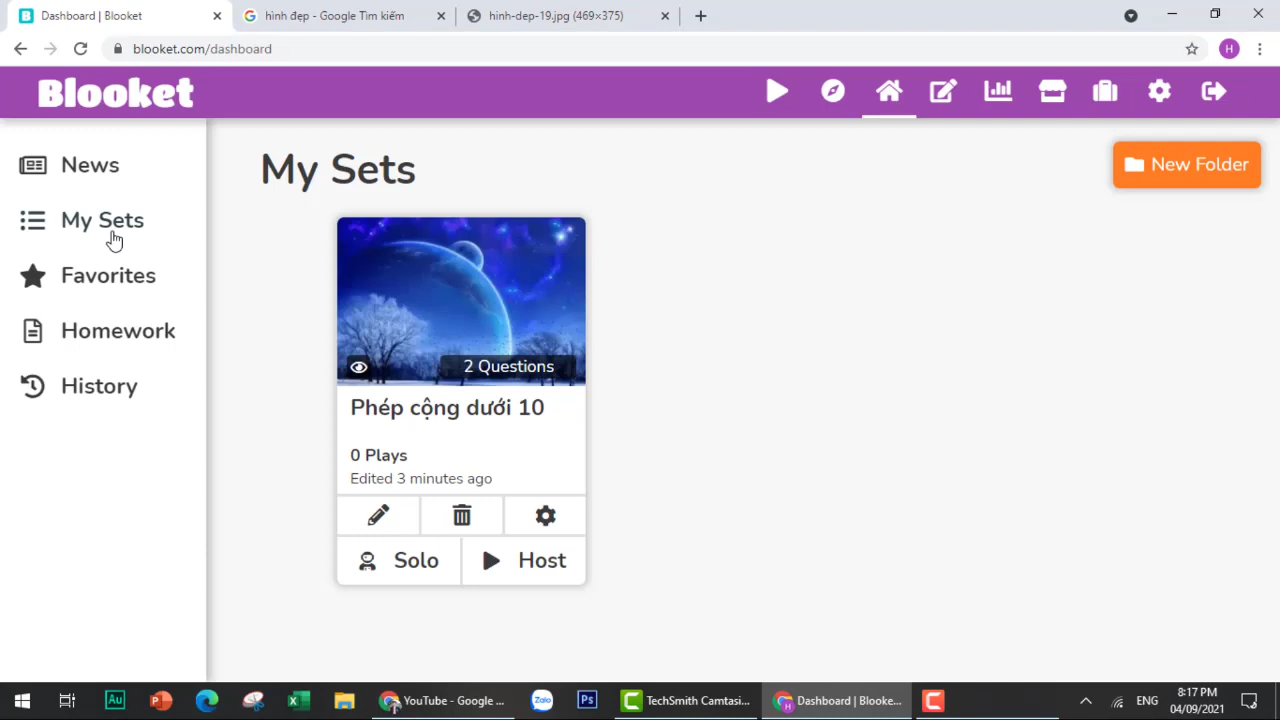 Dashboard | Blooket
hình đẹp - Google Tìm kiếm
hinh-dep-19.jpg (469×375)
blooket.com/dashboard
H
Blooket
News
My Sets
Favorites
Homework
History
My Sets
New Folder
2 Questions
Phép cộng dưới 10
0 Plays
Edited 3 minutes ago
Solo
Host
Au
Zalo
Ps
YouTube - Google ...
TechSmith Camtasi...
Dashboard | Blooke...
ENG
8:17 PM
04/09/2021